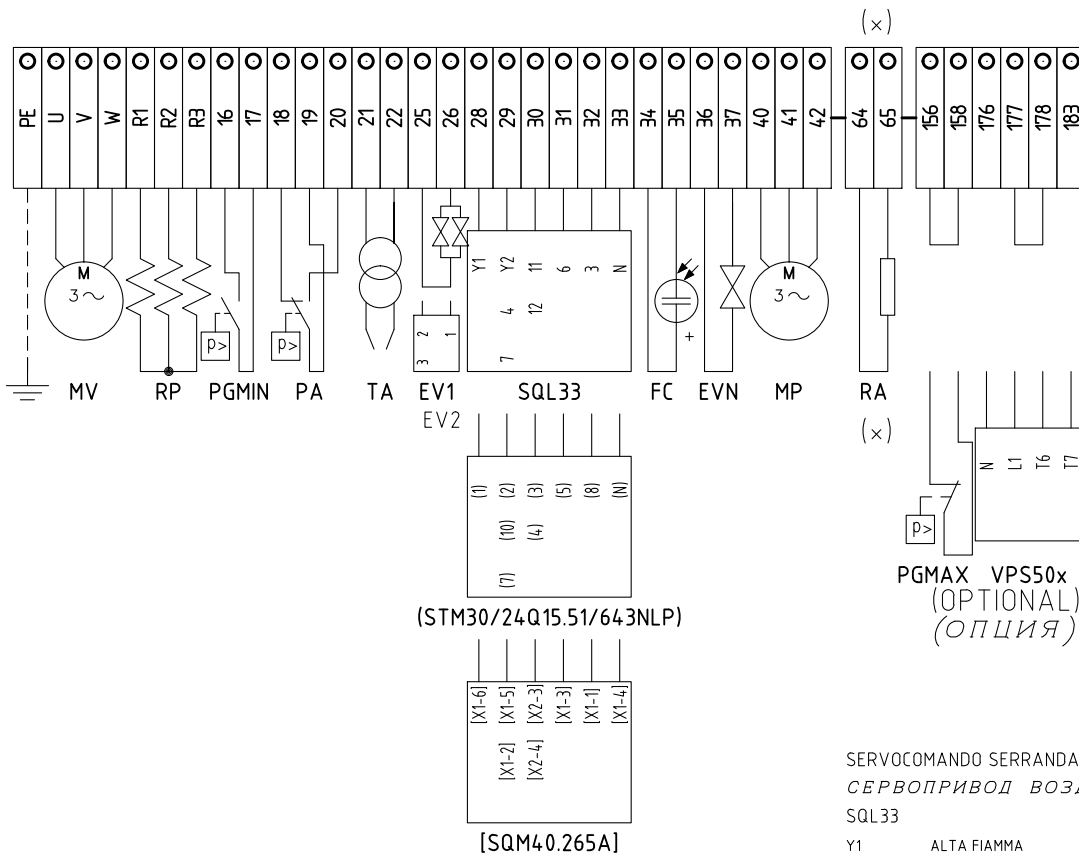 (x)
PE U V W R1 R2 R3 16 17 18 19 20 21 22 25 26 28 29 30 31 32 33 34 35 36 37 40 41 42 64 65 156 158 176 177 178 183
Y1 Y2 11 6 3 N
M M
3~ 3~
4 12
p> p> 2 1 +
3 7
MV RP PGMIN PA TA EV1 SQL33 FC EVN MP RA
EV2 (x)
N L1 T6 T7
(1) (2) (3) (5) (8) (N)
(10) (4)
p>
(7)
PGMAX VPS50x
(OPTIONAL)
(ОПЦИЯ)
(STM30/24Q15.51/643NLP)
[X1-6] [X1-5] [X2-3] [X1-3] [X1-1] [X1-4]
[X1-2] [X2-4]
[SQM40.265A]
SERVOCOMANDO SERRANDA
СЕРВОПРИВОД ВОЗД
SQL33
Y1 ALTA FIAMMA